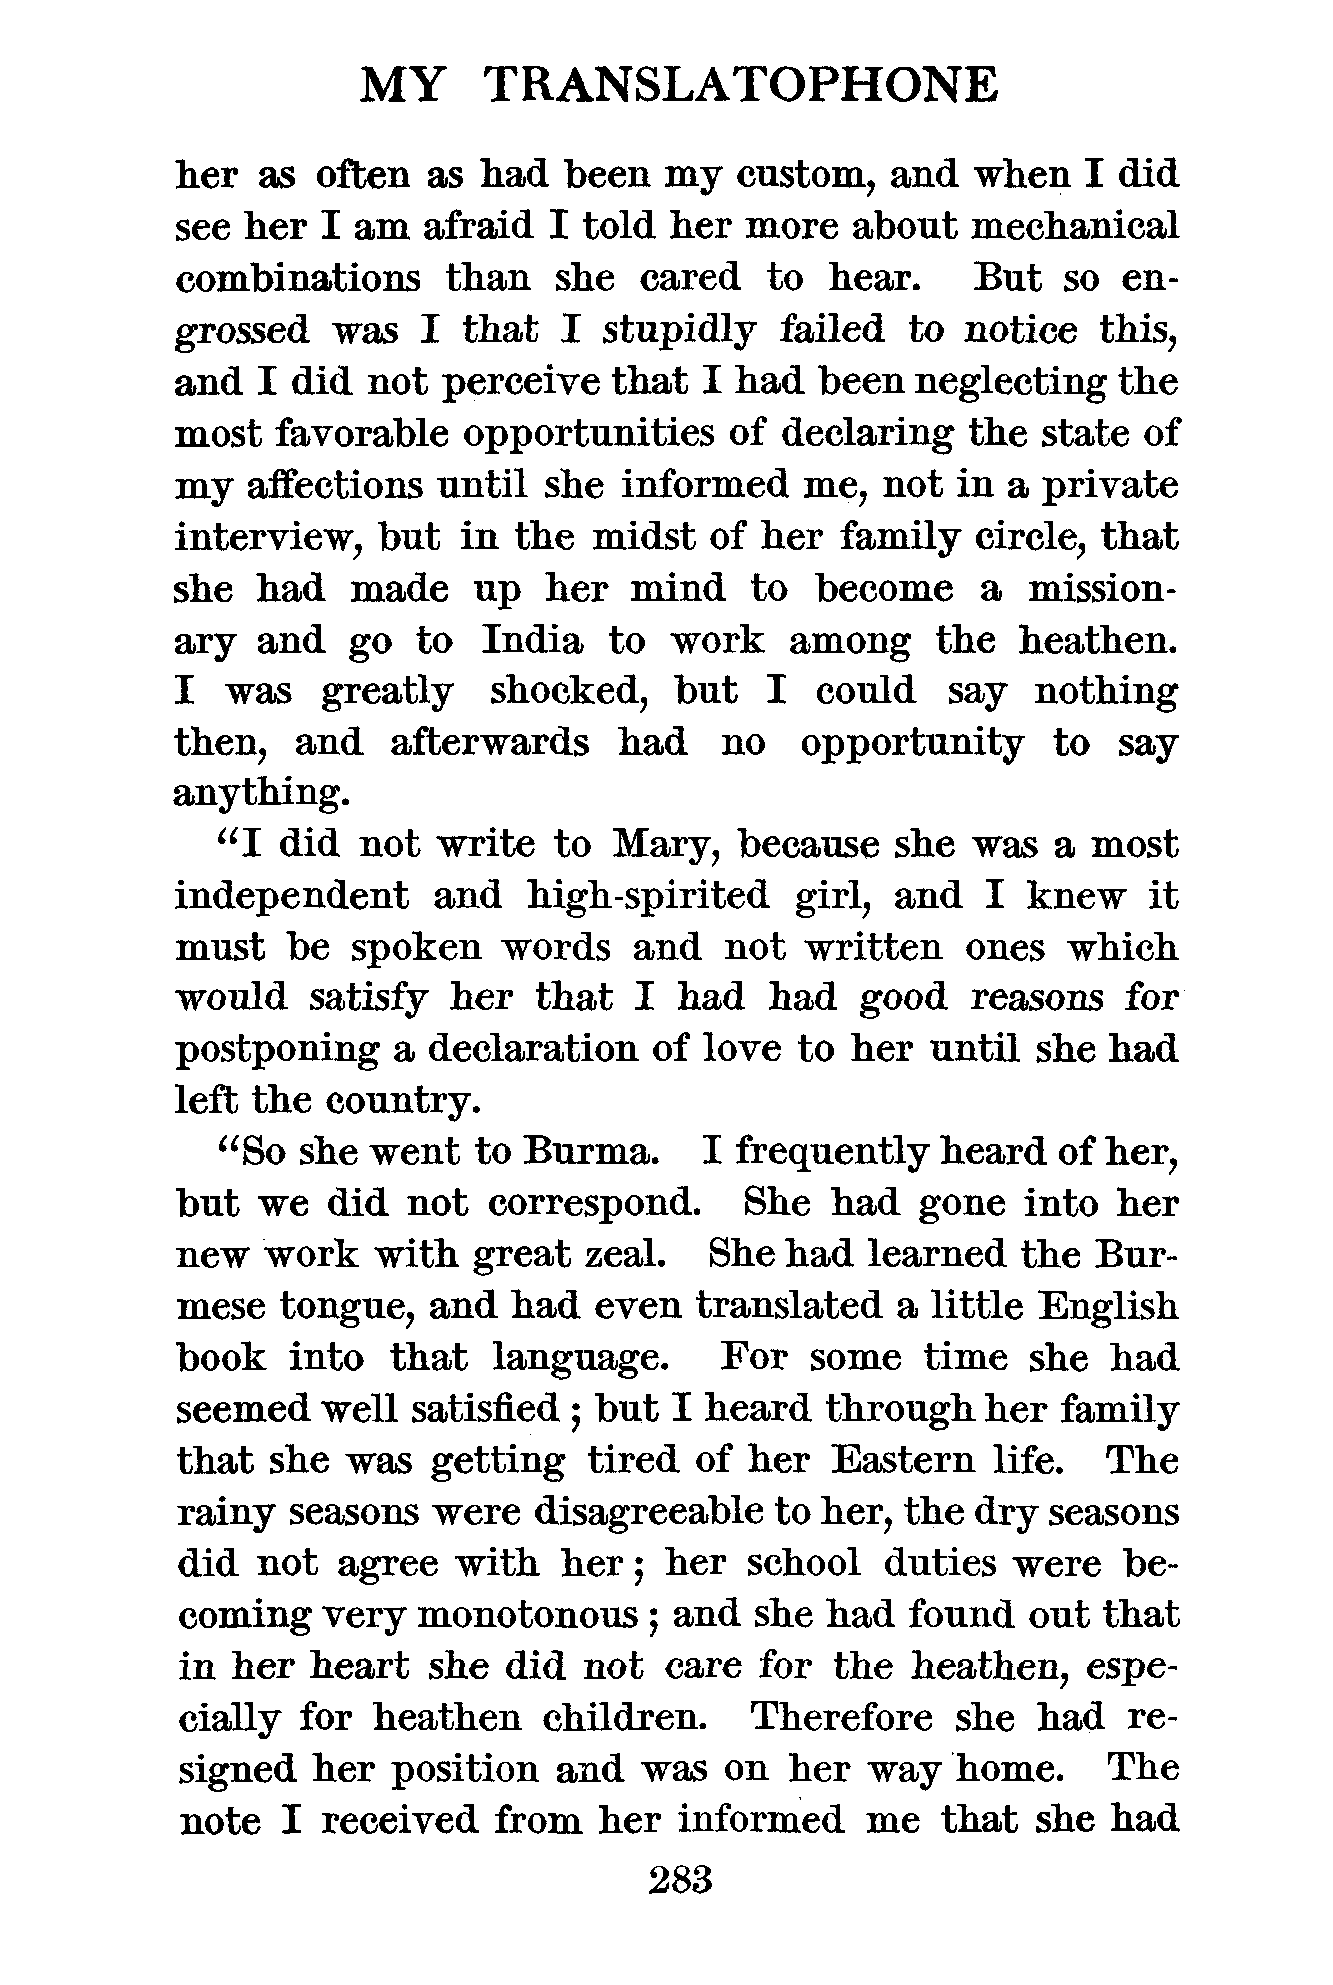 MY TRANSLATOPHONE
her as often as had been my custom, and when I did
see her I am afraid I told her more about mechanical
combinations than she cared to hear. But so en-
grossed was I that I stupidly failed to notice this,
and I did not perceive that I had been neglecting the
most favorable opportunities of declaring the state of
my affections until she informed me, not in a private
interview, but in the midst of her family circle, that
she had made up her mind to become a mission-
ary and go to India to work among the heathen.
I was greatly shocked, but I could say nothing
then, and afterwards had no opportunity to say
anything.
“I did not write to Mary, because she was a most
independent and high-spirited girl, and I knew it
must be spoken words and not written ones which
would satisfy her that I had had good reasons for
postponing a declaration of love to her until she had
left the country.
“So she went to Burma. I frequently heard of her,
but we did not correspond. She had gone into her
new work with great zeal. She had learned the Bur-
mese tongue, and had even translated a little English
book into that language. For some time she had
seemed well satisfied; but I heard through her family
that she was getting tired of her Eastern life. The
rainy seasons were disagreeable to her, the dry seasons
did not agree with her; her school duties were be-
coming very monotonous; and she had found out that
in her heart she did not care for the heathen, espe-
cially for heathen children. Therefore she had re-
signed her position and was on her way home. The
note I received from her informed me that she had
283